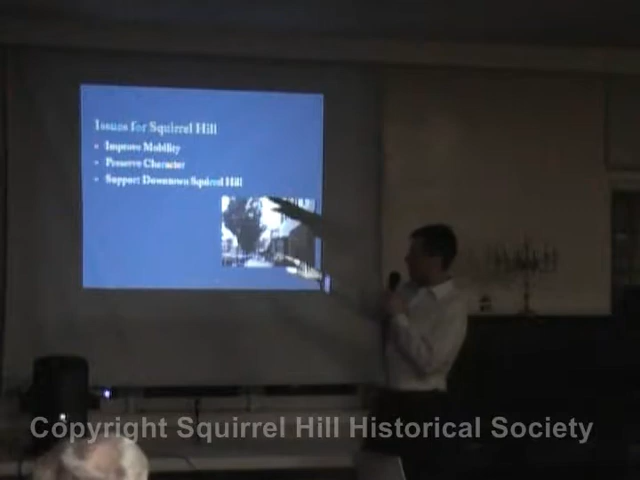 Issues for Squirrel Hill
• Improve Mobility
• Preserve Character
• Support Downtown Squirrel Hill
Copyright Squirrel Hill Historical Society